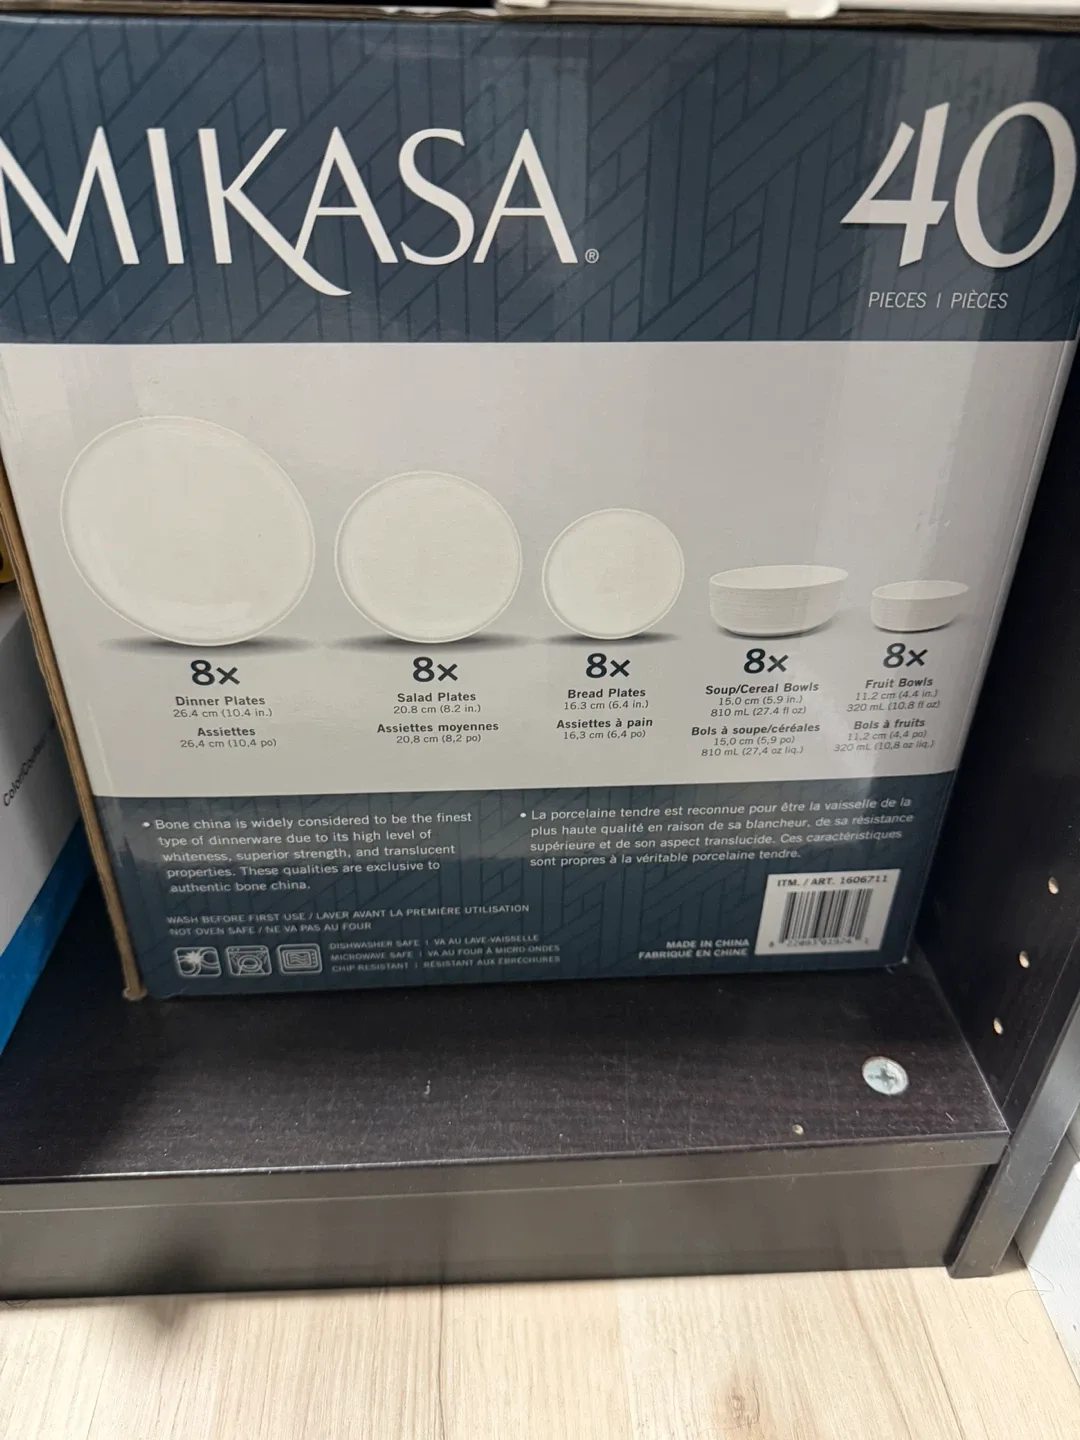 MIKASA®
40
PIECES | PIÈCES
8x
Dinner Plates
26.4 cm (10.4 in.)
Assiettes
26,4 cm (10,4 po)
8x
Salad Plates
20.8 cm (8.2 in.)
Assiettes moyennes
20,8 cm (8,2 po)
8x
Bread Plates
16.3 cm (6.4 in.)
Assiettes à pain
16,3 cm (6,4 po)
8x
Soup/Cereal Bowls
15.0 cm (5.9 in.)
810 mL (27.4 fl oz)
Bols à soupe/céréales
15,0 cm (5,9 po)
810 mL (27,4 oz liq.)
8x
Fruit Bowls
11.2 cm (4.4 in.)
320 mL (10.8 fl oz)
Bols à fruits
11,2 cm (4,4 po)
320 mL (10,8 oz liq.)
• Bone china is widely considered to be the finest
type of dinnerware due to its high level of
whiteness, superior strength, and translucent
properties. These qualities are exclusive to
authentic bone china.
• La porcelaine tendre est reconnue pour être la vaisselle de la
plus haute qualité en raison de sa blancheur, de sa résistance
supérieure et de son aspect translucide. Ces caractéristiques
sont propres à la véritable porcelaine tendre.
WASH BEFORE FIRST USE / LAVER AVANT LA PREMIÈRE UTILISATION
NOT OVEN SAFE / NE VA PAS AU FOUR
DISHWASHER SAFE | VA AU LAVE-VAISSELLE
MICROWAVE SAFE | VA AU FOUR À MICRO-ONDES
CHIP RESISTANT | RÉSISTANT AUX ÉBRÉCHURES
MADE IN CHINA
FABRIQUÉ EN CHINE
ITM. / ART. 1606711